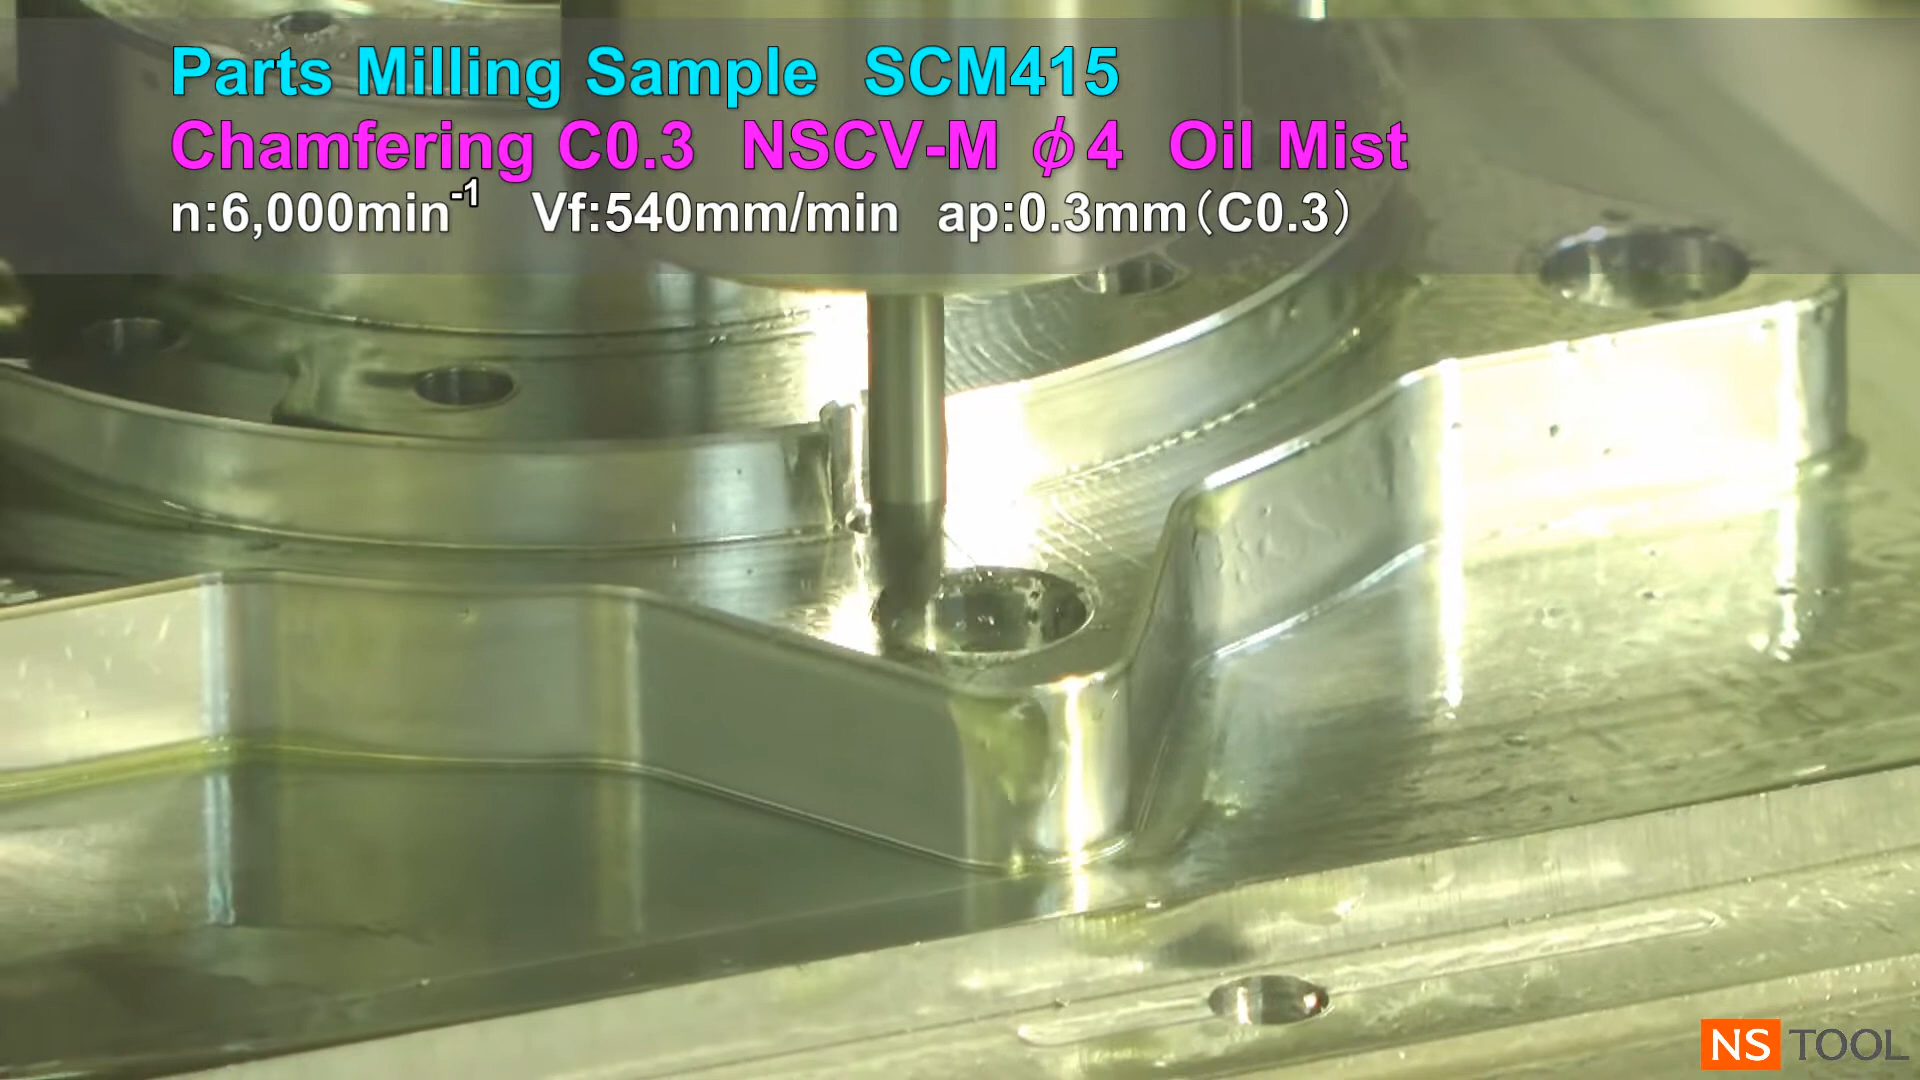 Parts Milling Sample SCM415
Chamfering C0.3 NSCV-M φ4 Oil Mist
n:6,000min⁻¹ Vf:540mm/min ap:0.3mm(C0.3)
NS TOOL